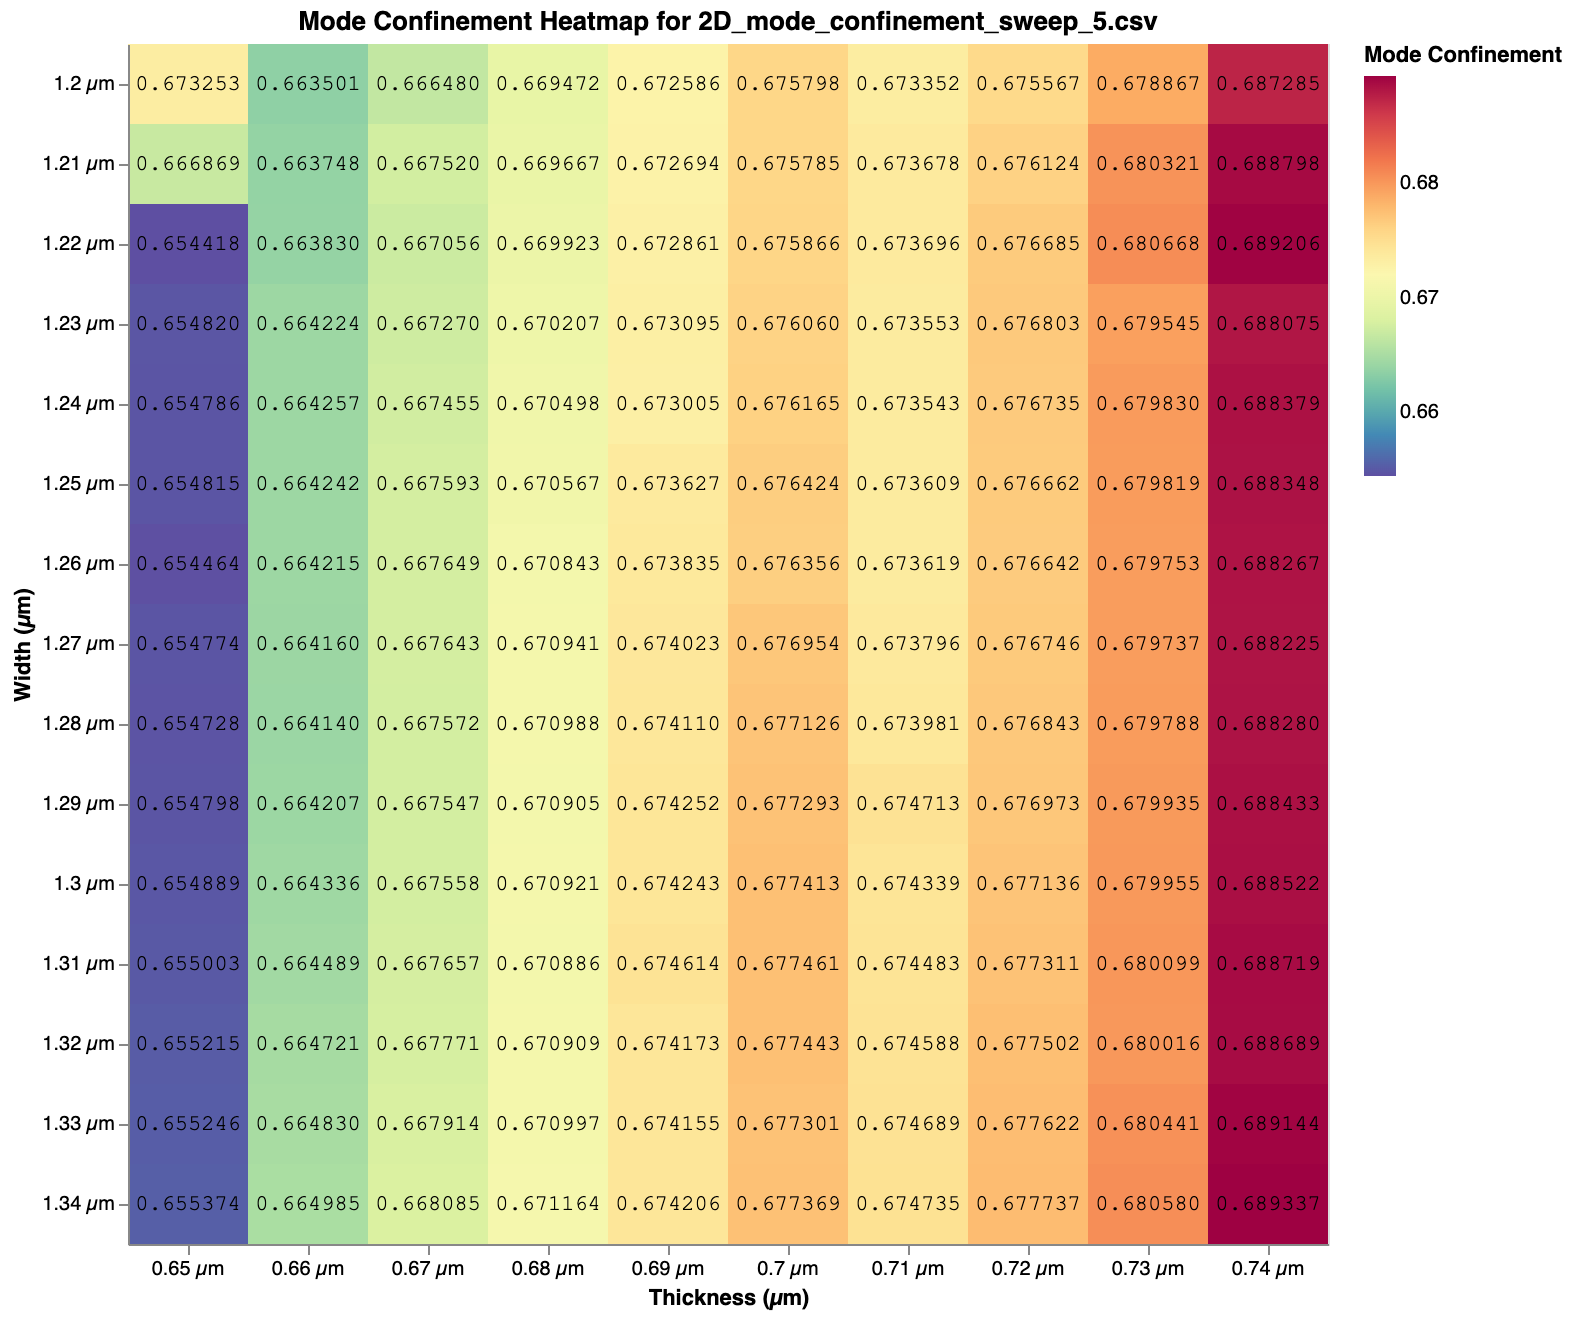 Mode Confinement Heatmap for 2D_mode_confinement_sweep_5.csv
Mode Confinement
0.68
0.67
0.66
Width (µm)
1.2 µm 0.673253 0.663501 0.666480 0.669472 0.672586 0.675798 0.673352 0.675567 0.678867 0.687285
1.21 µm 0.666869 0.663748 0.667520 0.669667 0.672694 0.675785 0.673678 0.676124 0.680321 0.688798
1.22 µm 0.654418 0.663830 0.667056 0.669923 0.672861 0.675866 0.673696 0.676685 0.680668 0.689206
1.23 µm 0.654820 0.664224 0.667270 0.670207 0.673095 0.676060 0.673553 0.676803 0.679545 0.688075
1.24 µm 0.654786 0.664257 0.667455 0.670498 0.673005 0.676165 0.673543 0.676735 0.679830 0.688379
1.25 µm 0.654815 0.664242 0.667593 0.670567 0.673627 0.676424 0.673609 0.676662 0.679819 0.688348
1.26 µm 0.654464 0.664215 0.667649 0.670843 0.673835 0.676356 0.673619 0.676642 0.679753 0.688267
1.27 µm 0.654774 0.664160 0.667643 0.670941 0.674023 0.676954 0.673796 0.676746 0.679737 0.688225
1.28 µm 0.654728 0.664140 0.667572 0.670988 0.674110 0.677126 0.673981 0.676843 0.679788 0.688280
1.29 µm 0.654798 0.664207 0.667547 0.670905 0.674252 0.677293 0.674713 0.676973 0.679935 0.688433
1.3 µm 0.654889 0.664336 0.667558 0.670921 0.674243 0.677413 0.674339 0.677136 0.679955 0.688522
1.31 µm 0.655003 0.664489 0.667657 0.670886 0.674614 0.677461 0.674483 0.677311 0.680099 0.688719
1.32 µm 0.655215 0.664721 0.667771 0.670909 0.674173 0.677443 0.674588 0.677502 0.680016 0.688689
1.33 µm 0.655246 0.664830 0.667914 0.670997 0.674155 0.677301 0.674689 0.677622 0.680441 0.689144
1.34 µm 0.655374 0.664985 0.668085 0.671164 0.674206 0.677369 0.674735 0.677737 0.680580 0.689337
0.65 µm 0.66 µm 0.67 µm 0.68 µm 0.69 µm 0.7 µm 0.71 µm 0.72 µm 0.73 µm 0.74 µm
Thickness (µm)